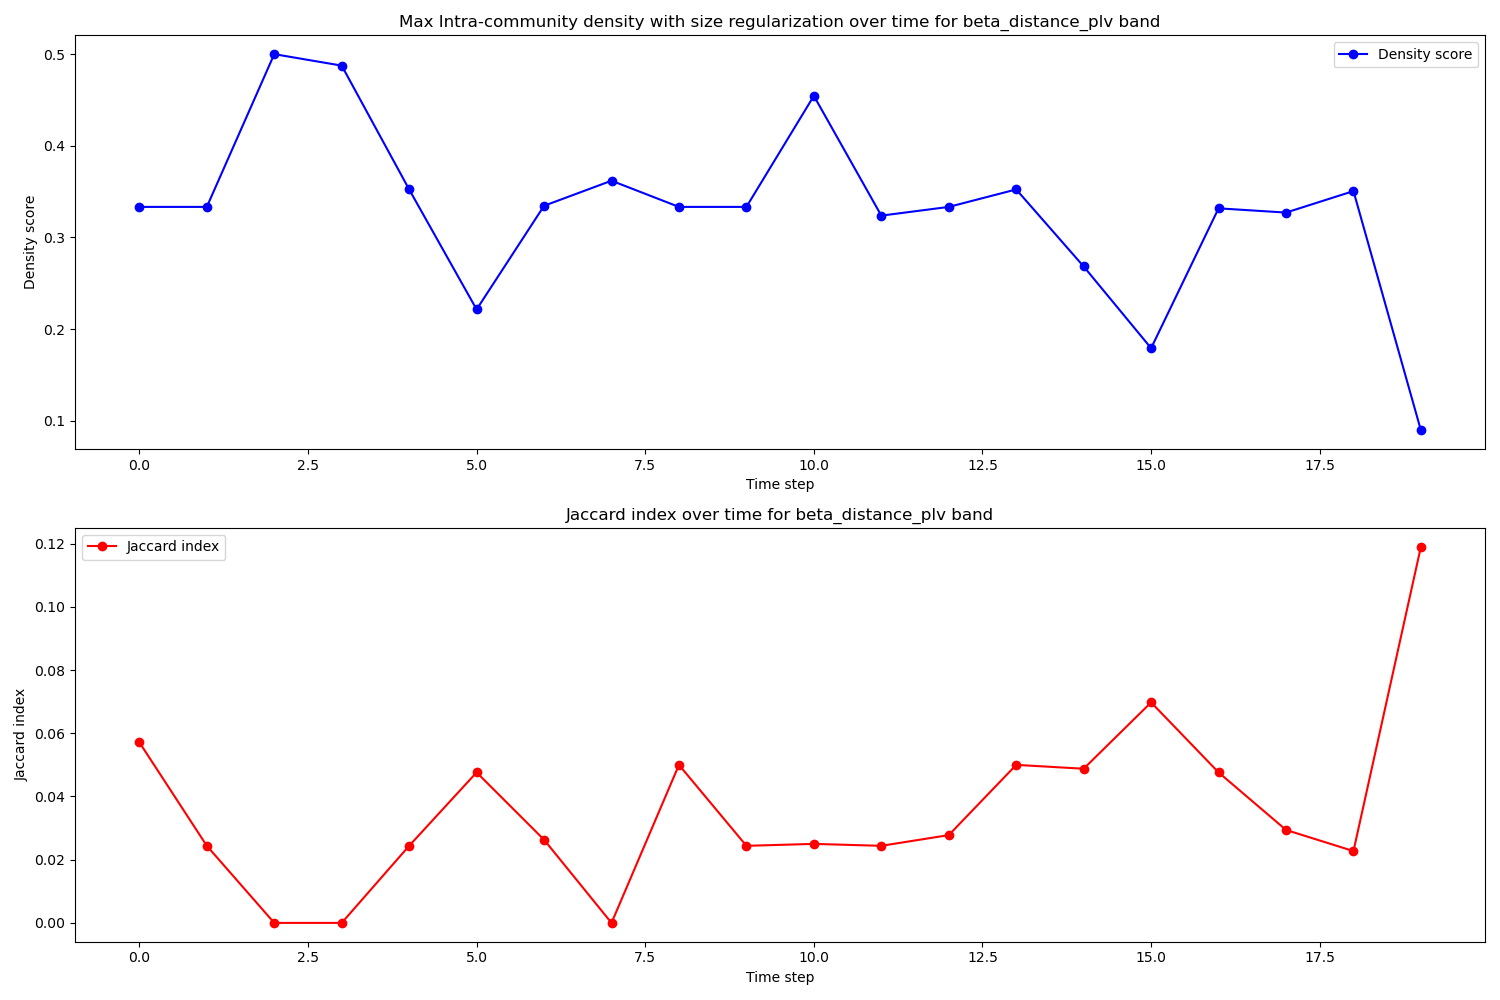 Max Intra-community density with size regularization over time for beta_distance_plv band
Density score
0.5
0.4
0.3
0.2
0.1
Density score
0.0 2.5 5.0 7.5 10.0 12.5 15.0 17.5
Time step
Jaccard index over time for beta_distance_plv band
Jaccard index
0.12
0.10
0.08
0.06
0.04
0.02
0.00
Jaccard index
0.0 2.5 5.0 7.5 10.0 12.5 15.0 17.5
Time step